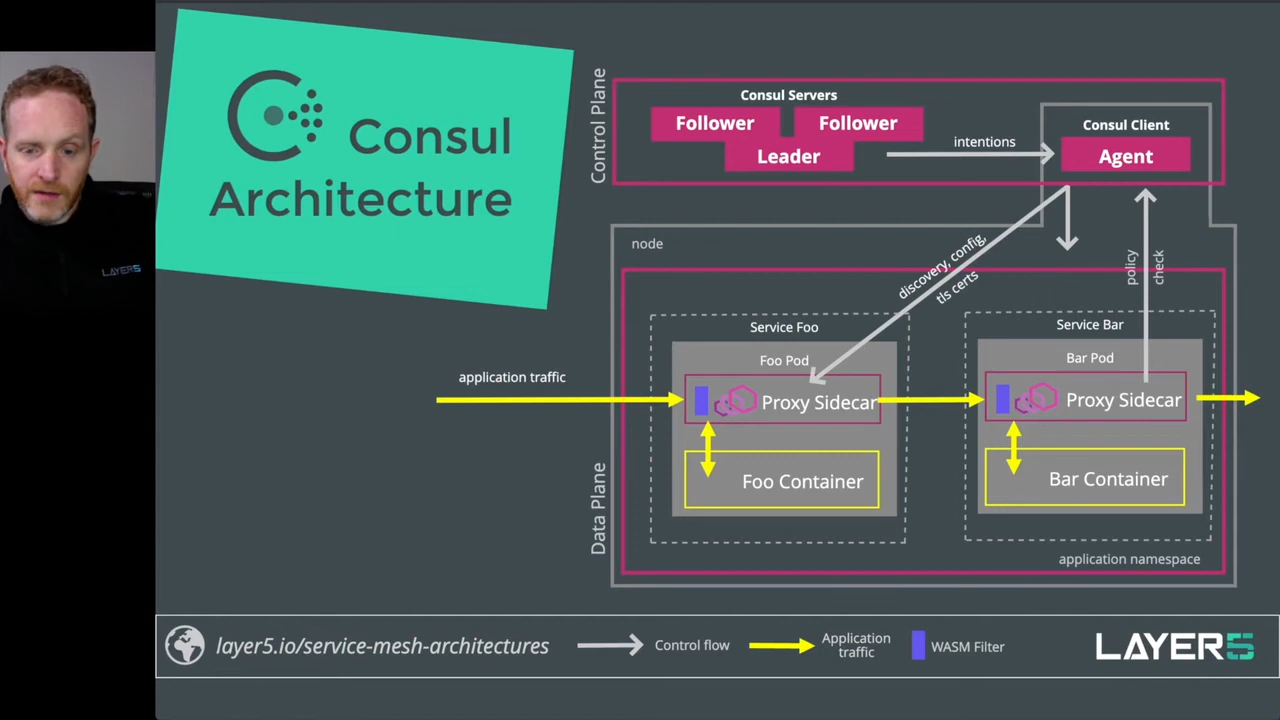 LAYER5
Consul
Architecture
Control Plane
Consul Servers
Follower
Follower
Leader
intentions
Consul Client
Agent
node
discovery, config,
tls certs
policy
check
Data Plane
Service Foo
Foo Pod
Proxy Sidecar
Foo Container
Service Bar
Bar Pod
Proxy Sidecar
Bar Container
application traffic
application namespace
layer5.io/service-mesh-architectures
Control flow
Application
traffic
WASM Filter
LAYER5